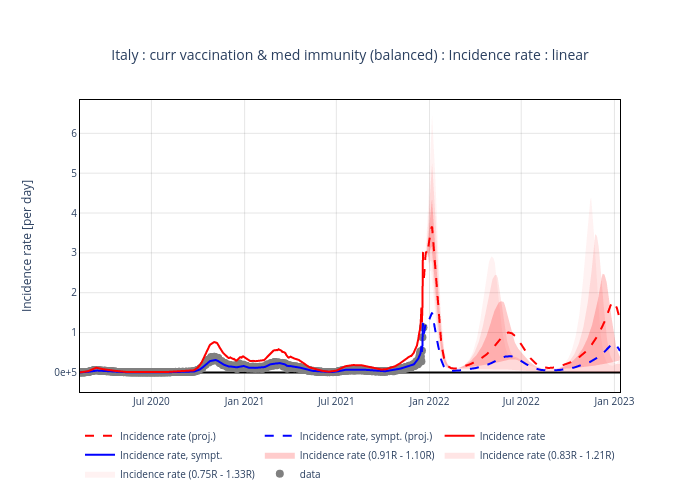 Italy : curr vaccination & med immunity (balanced) : Incidence rate : linear
Incidence rate [per day]
6
5
4
3
2
1
0e+5
Jul 2020
Jan 2021
Jul 2021
Jan 2022
Jul 2022
Jan 2023
Incidence rate (proj.)
Incidence rate, sympt. (proj.)
Incidence rate
Incidence rate, sympt.
Incidence rate (0.91R - 1.10R)
Incidence rate (0.83R - 1.21R)
Incidence rate (0.75R - 1.33R)
data